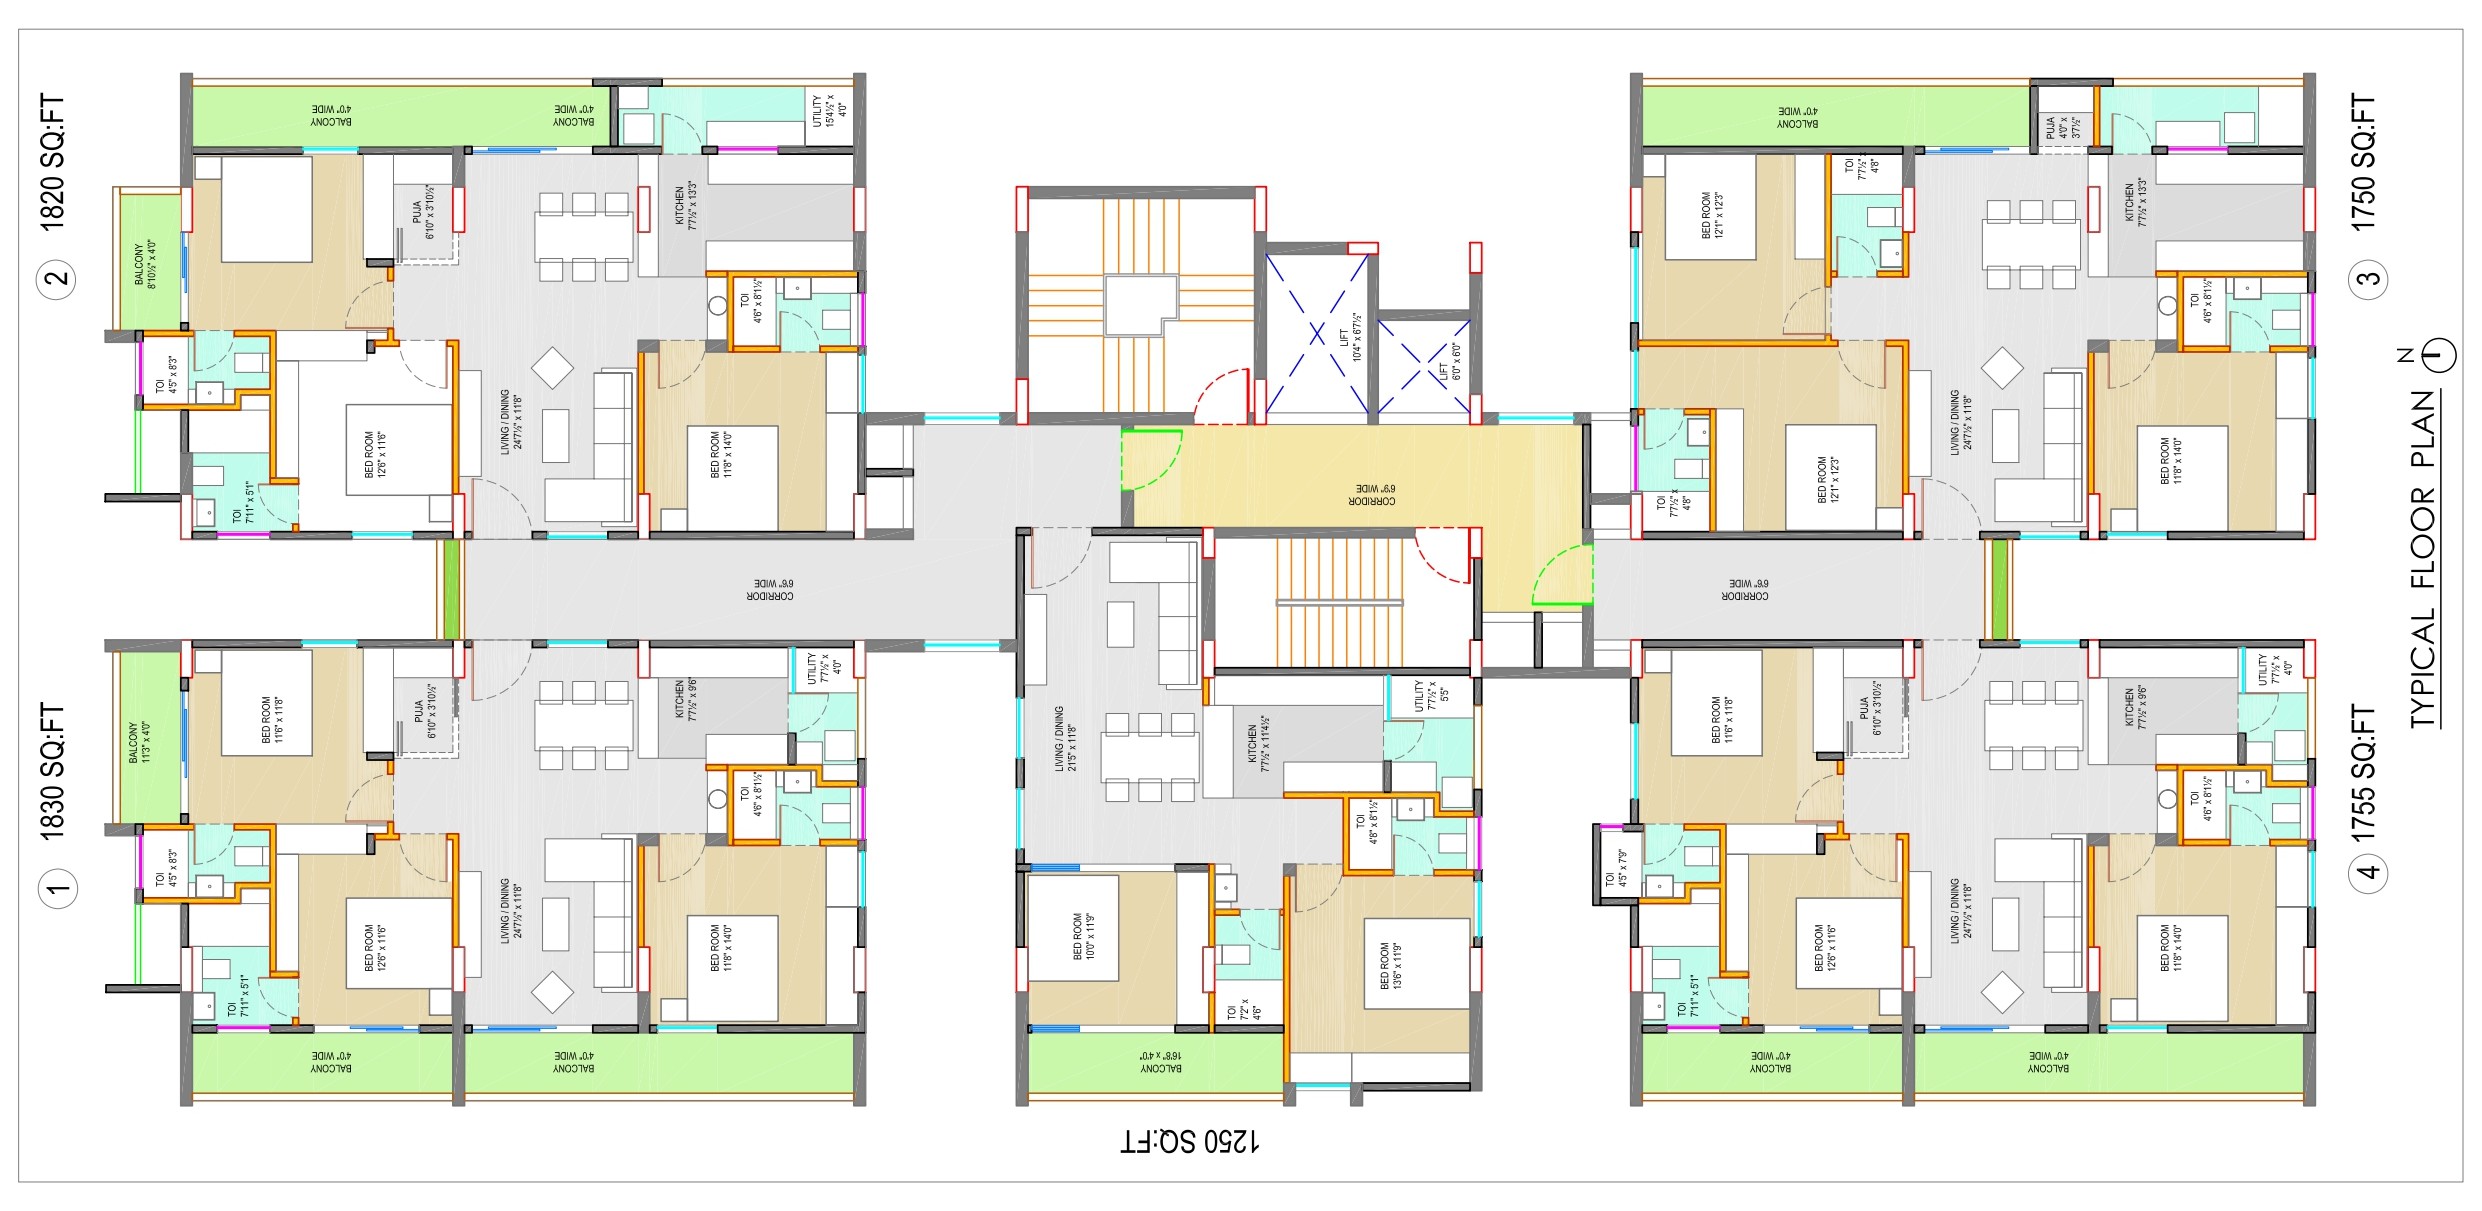 2
1820 SQ:FT
BALCONY
4'0" WIDE
BALCONY
4'0" WIDE
UTILITY
15'4½" x
4'0"
BALCONY
8'10½" x 4'0"
PUJA
6'10" x 3'10½"
KITCHEN
7'7½" x 13'3"
TOI
4'6" x 8'1½"
TOI
4'5" x 8'3"
BED ROOM
12'6" x 11'6"
LIVING / DINING
24'7½" x 11'8"
BED ROOM
11'8" x 14'0"
TOI
7'11" x 5'1"
CORRIDOR
6'6" WIDE
1
1830 SQ:FT
BALCONY
11'3" x 4'0"
BED ROOM
11'6" x 11'8"
PUJA
6'10" x 3'10½"
KITCHEN
7'7½" x 9'6"
UTILITY
7'7½" x
4'0"
TOI
4'6" x 8'1½"
TOI
4'5" x 8'3"
BED ROOM
12'6" x 11'6"
LIVING / DINING
24'7½" x 11'8"
BED ROOM
11'8" x 14'0"
TOI
7'11" x 5'1"
BALCONY
4'0" WIDE
BALCONY
4'0" WIDE
LIFT
10'4" x 6'7½"
LIFT
6'0" x 6'0"
CORRIDOR
6'9" WIDE
LIVING / DINING
21'5" x 11'8"
KITCHEN
7'7½" x 11'4½"
UTILITY
7'7½" x
5'5"
TOI
4'8" x 8'1½"
BED ROOM
10'0" x 11'9"
TOI
7'2" x
4'6"
BED ROOM
13'6" x 11'9"
BALCONY
16'8" x 4'0"
1250 SQ:FT
3
1750 SQ:FT
BALCONY
4'0" WIDE
PUJA
4'0" x
3'7½"
BED ROOM
12'1" x 12'3"
TOI
7'7½" x
4'8"
KITCHEN
7'7½" x 13'3"
TOI
4'6" x 8'1½"
TOI
7'7½" x
4'8"
BED ROOM
12'1" x 12'3"
LIVING / DINING
24'7½" x 11'8"
BED ROOM
11'8" x 14'0"
CORRIDOR
6'6" WIDE
4
1755 SQ:FT
BED ROOM
11'6" x 11'8"
PUJA
6'10" x 3'10½"
KITCHEN
7'7½" x 9'6"
UTILITY
7'7½" x
4'0"
TOI
4'6" x 8'1½"
TOI
4'5" x 7'9"
BED ROOM
12'6" x 11'6"
LIVING / DINING
24'7½" x 11'8"
BED ROOM
11'8" x 14'0"
TOI
7'11" x 5'1"
BALCONY
4'0" WIDE
BALCONY
4'0" WIDE
TYPICAL FLOOR PLAN
N